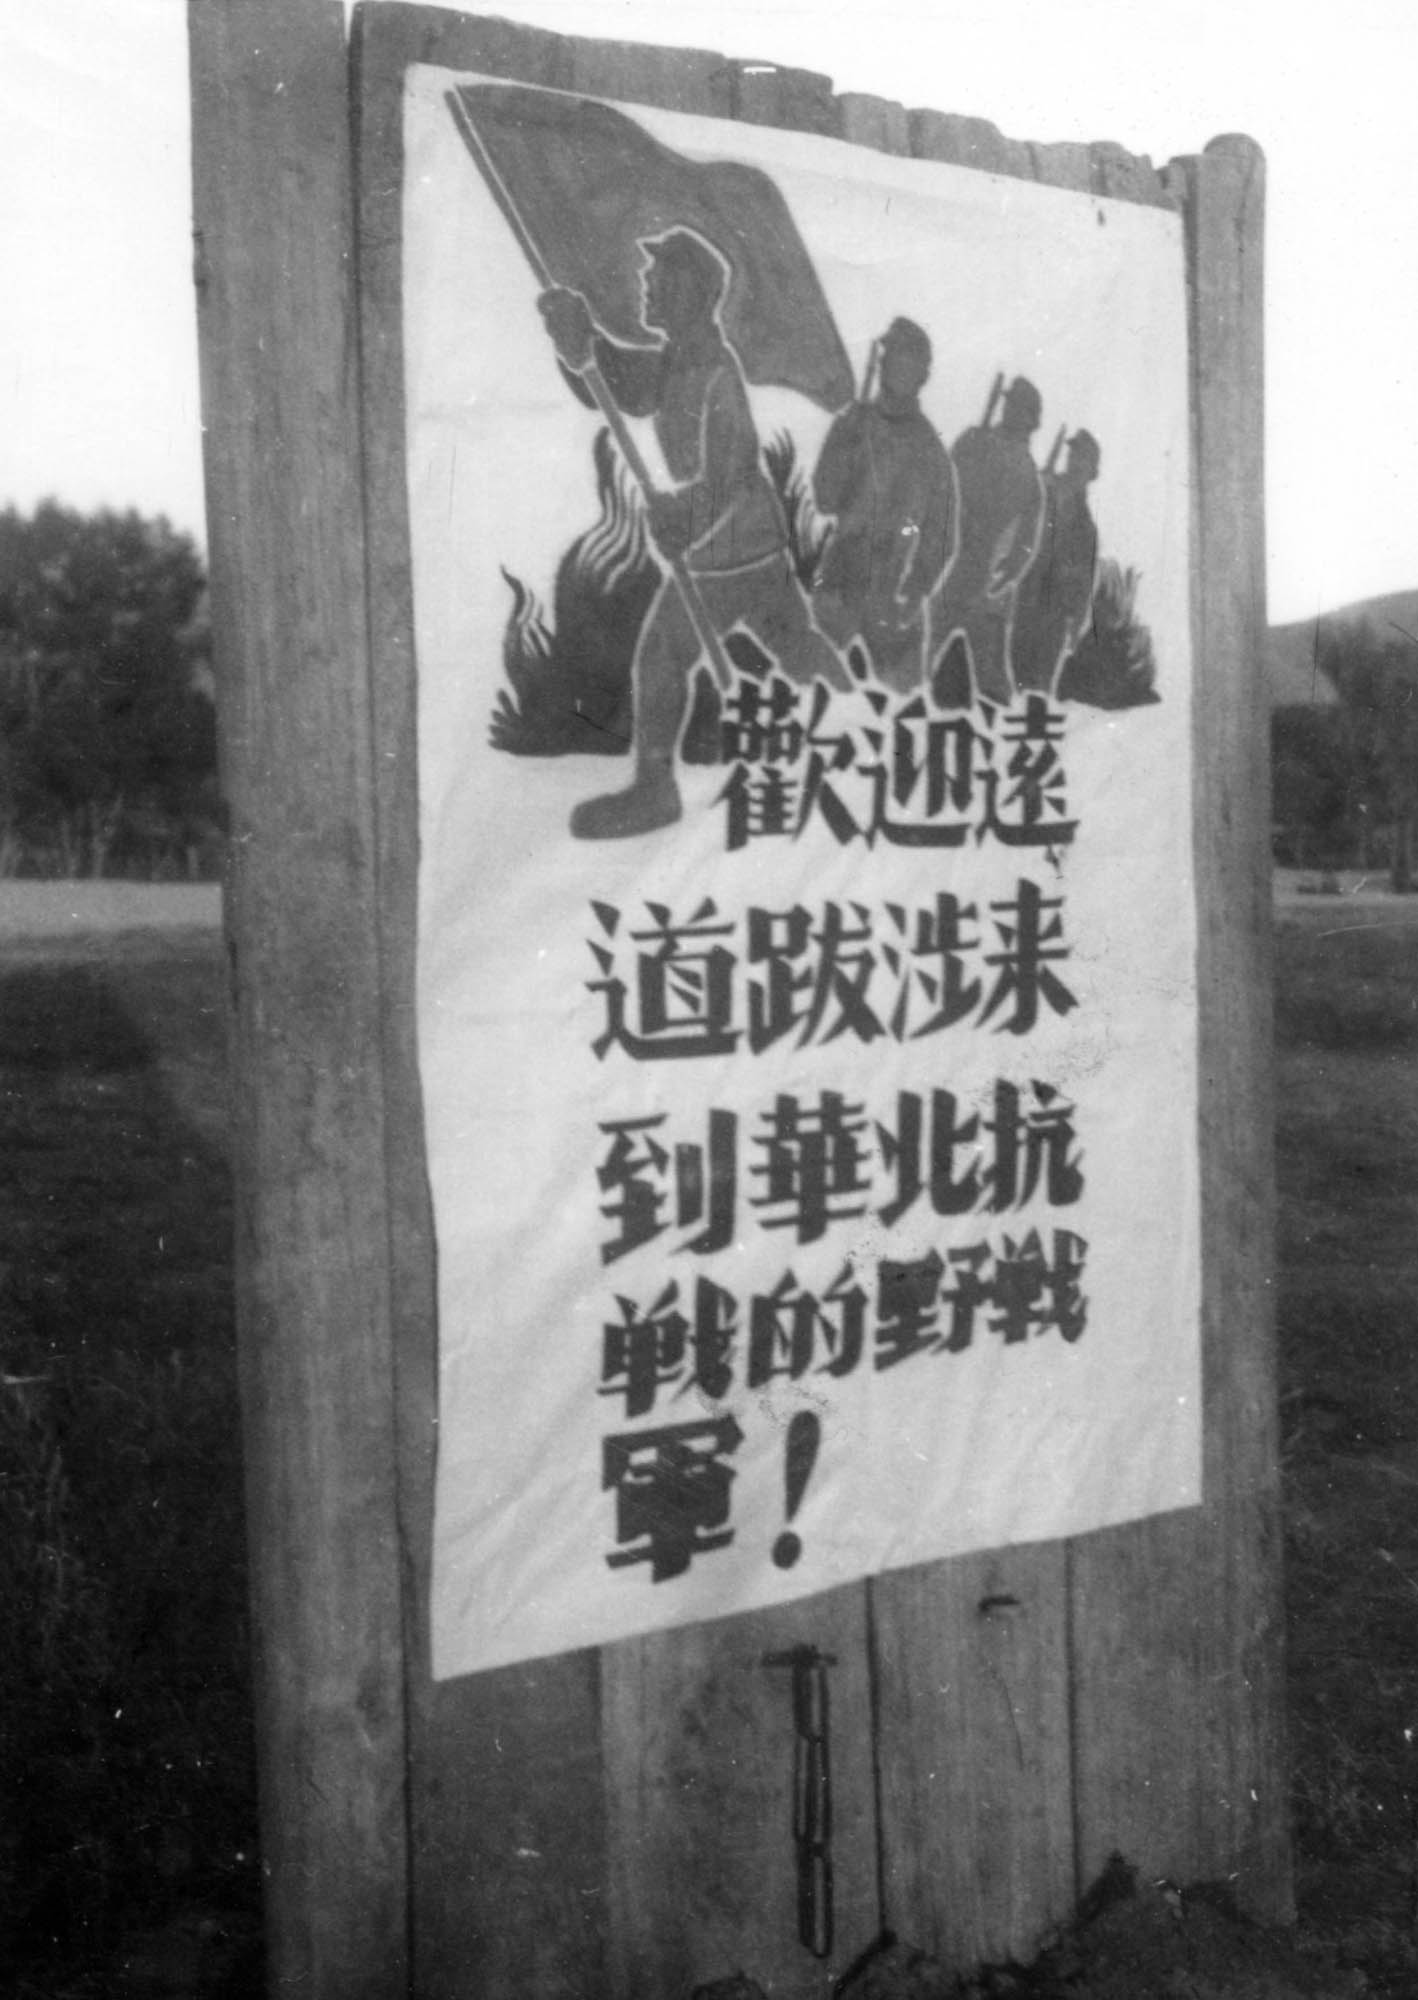 歡迎遠
道跋涉来
到華北抗
戦的野戦
軍！